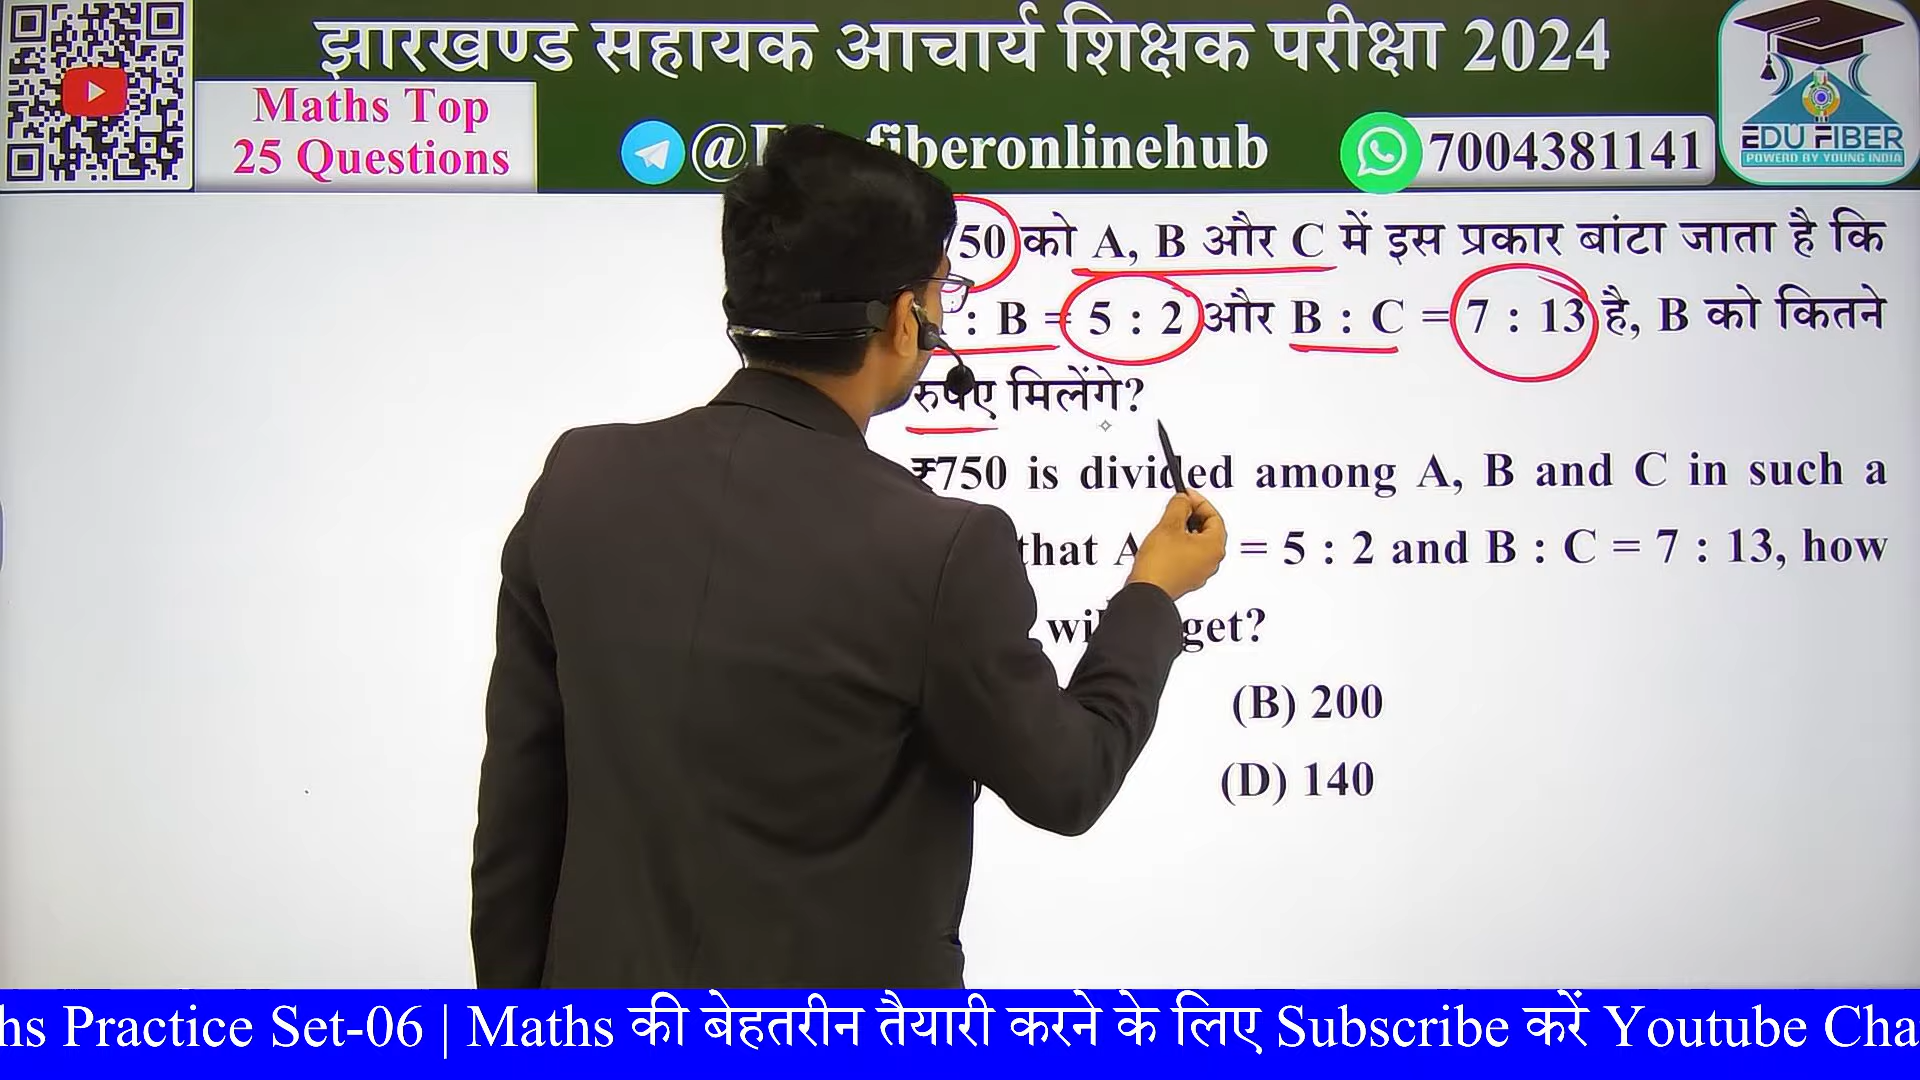 झारखण्ड सहायक आचार्य शिक्षक परीक्षा 2024
Maths Top
25 Questions
fiberonlinehub
7004381141
EDU FIBER
POWERD BY YOUNG INDIA
750 को A, B और C में इस प्रकार बांटा जाता है कि
: B = 5 : 2 और B : C = 7 : 13 है, B को कितने
रुपए मिलेंगे?
₹750 is divided among A, B and C in such a
that A = 5 : 2 and B : C = 7 : 13, how
get?
(B) 200
(D) 140
Practice Set-06 | Maths की बेहतरीन तैयारी करने के लिए Subscribe करें Youtube